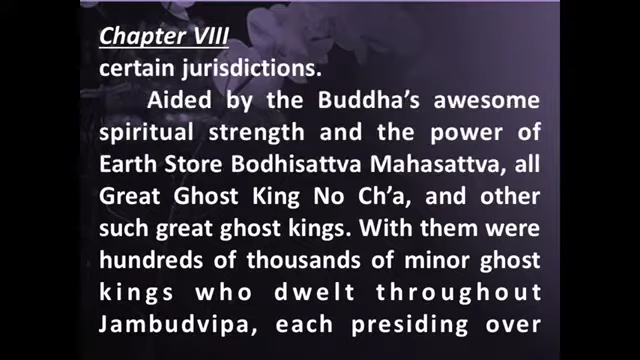 Chapter VIII
certain jurisdictions.
Aided by the Buddha's awesome
spiritual strength and the power of
Earth Store Bodhisattva Mahasattva, all
Great Ghost King No Ch'a, and other
such great ghost kings. With them were
hundreds of thousands of minor ghost
kings who dwelt throughout
Jambudvipa, each presiding over